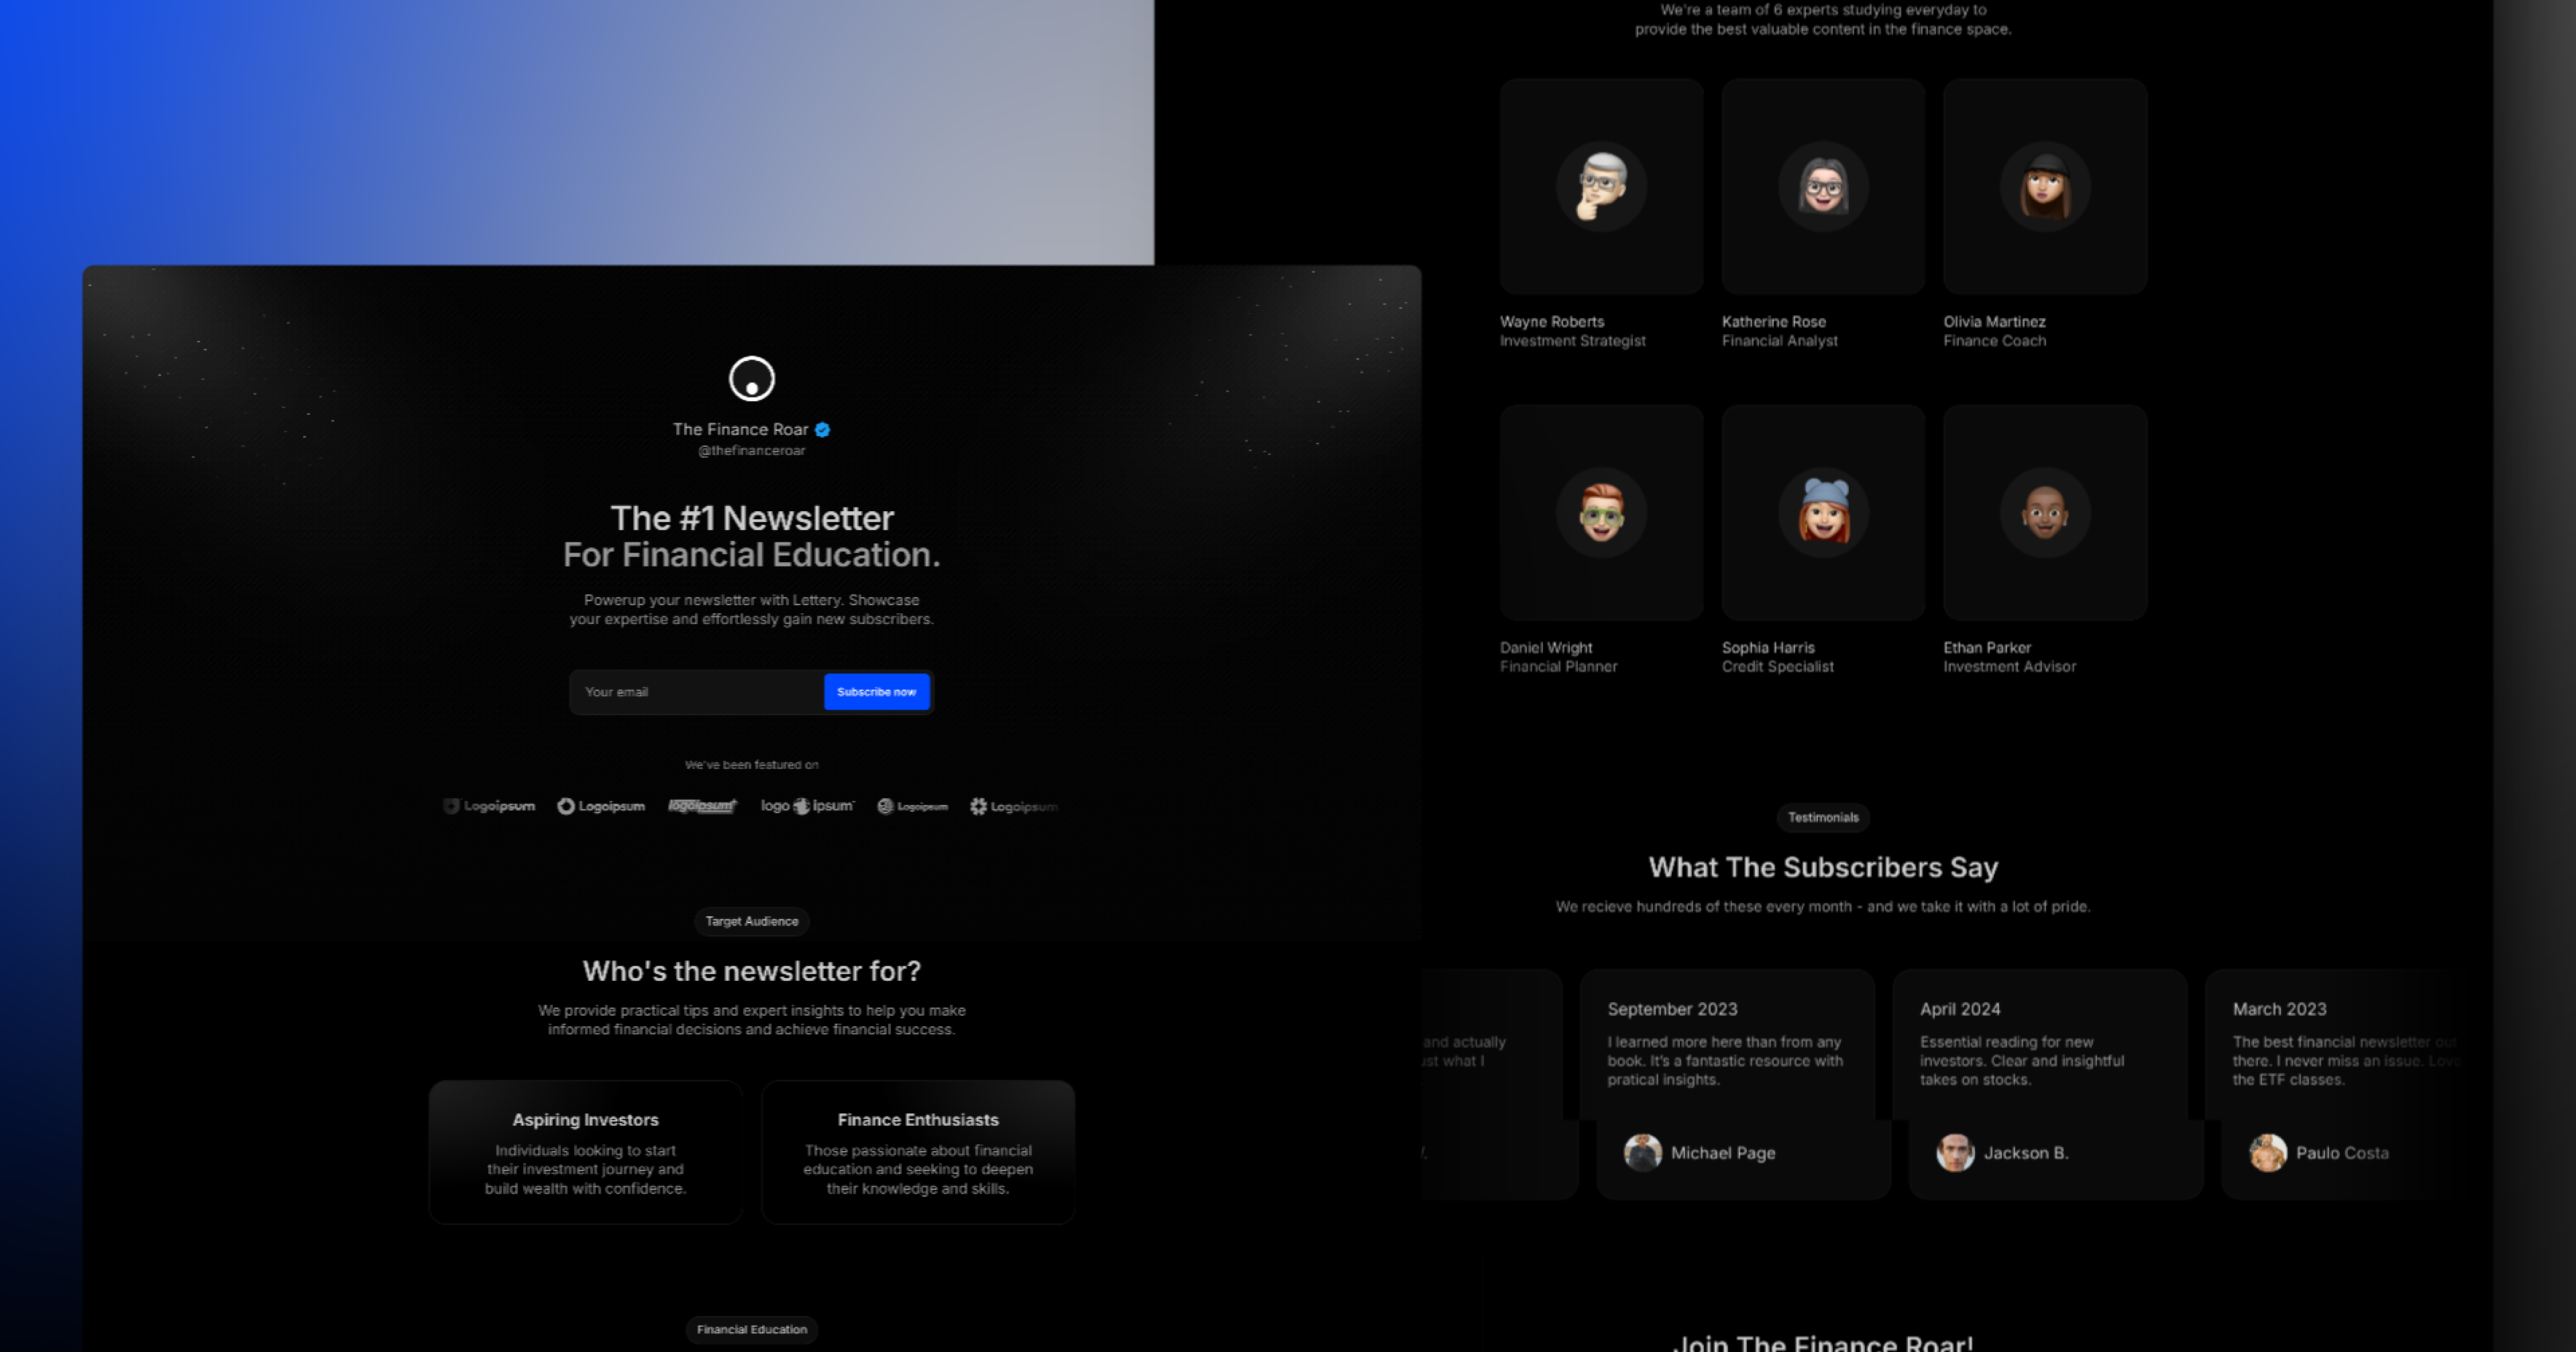 The Finance Roar
@thefinanceroar
The #1 Newsletter
For Financial Education.
Powerup your newsletter with Lettery. Showcase
your expertise and effortlessly gain new subscribers.
Your email
Subscribe now
We've been featured on
Logoipsum
Logoipsum
logoipsum
logo ipsum
Logoipsum
Logoipsum
Target Audience
Who's the newsletter for?
We provide practical tips and expert insights to help you make
informed financial decisions and achieve financial success.
Aspiring Investors
Individuals looking to start
their investment journey and
build wealth with confidence.
Finance Enthusiasts
Those passionate about financial
education and seeking to deepen
their knowledge and skills.
Financial Education
We're a team of 6 experts studying everyday to
provide the best valuable content in the finance space.
Wayne Roberts
Investment Strategist
Katherine Rose
Financial Analyst
Olivia Martinez
Finance Coach
Daniel Wright
Financial Planner
Sophia Harris
Credit Specialist
Ethan Parker
Investment Advisor
Testimonials
What The Subscribers Say
We recieve hundreds of these every month - and we take it with a lot of pride.
and actually
what I
September 2023
I learned more here than from any
book. It's a fantastic resource with
pratical insights.
Michael Page
April 2024
Essential reading for new
investors. Clear and insightful
takes on stocks.
Jackson B.
March 2023
The best financial newsletter out
there. I never miss an issue. Love
the ETF classes.
Paulo Costa
Join The Finance Roar!